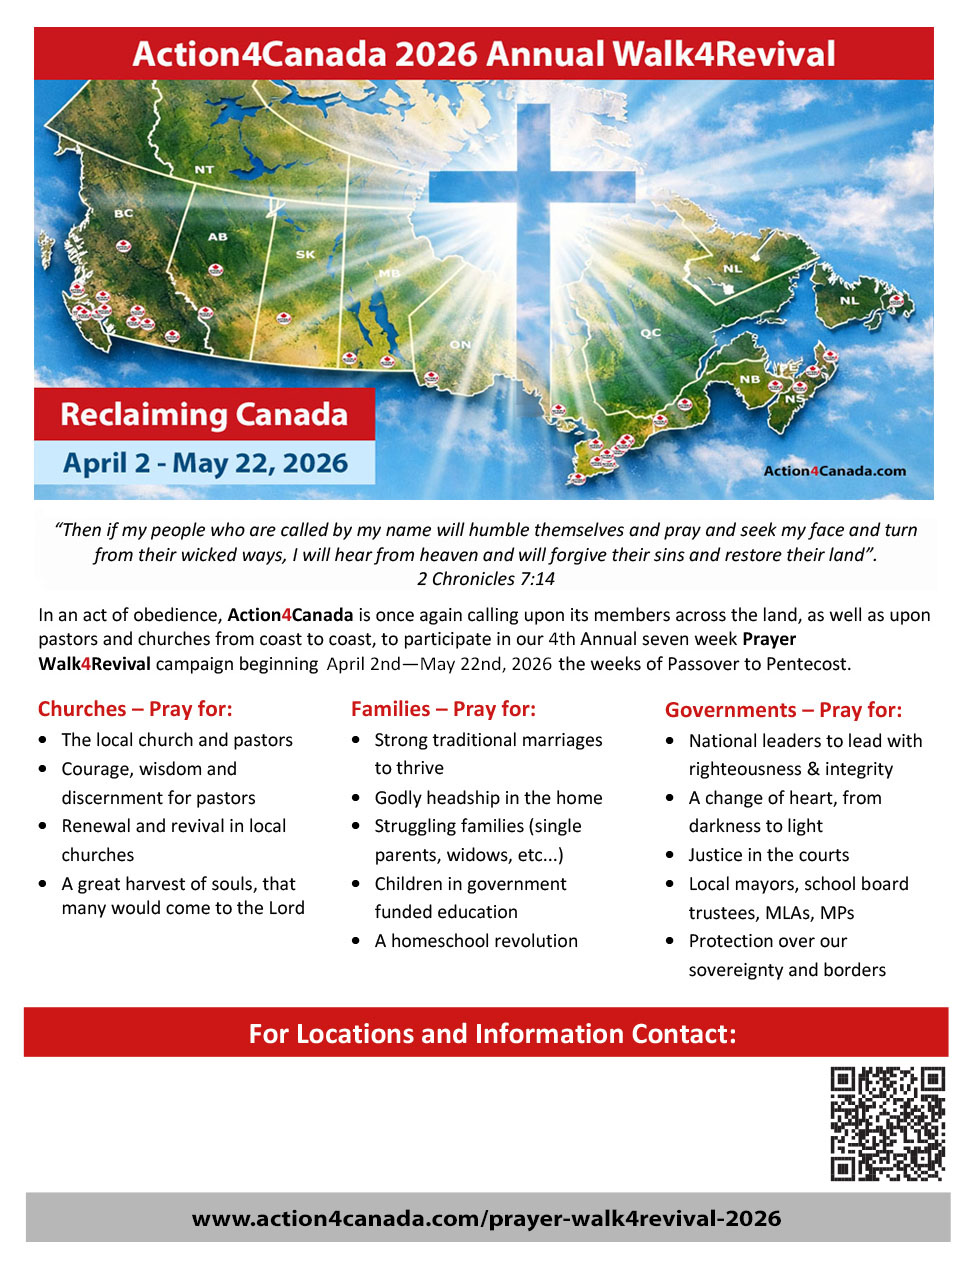 Action4Canada 2026 Annual Walk4Revival
NT
BC
AB
SK
MB
ON
QC
NL
NL
PE
NB
NS
Reclaiming Canada
April 2 - May 22, 2026
Action4Canada.com
“Then if my people who are called by my name will humble themselves and pray and seek my face and turn
from their wicked ways, I will hear from heaven and will forgive their sins and restore their land”.
2 Chronicles 7:14
In an act of obedience, Action4Canada is once again calling upon its members across the land, as well as upon
pastors and churches from coast to coast, to participate in our 4th Annual seven week Prayer
Walk4Revival campaign beginning April 2nd—May 22nd, 2026 the weeks of Passover to Pentecost.
Churches – Pray for:
• The local church and pastors
• Courage, wisdom and
discernment for pastors
• Renewal and revival in local
churches
• A great harvest of souls, that
many would come to the Lord
Families – Pray for:
• Strong traditional marriages
to thrive
• Godly headship in the home
• Struggling families (single
parents, widows, etc...)
• Children in government
funded education
• A homeschool revolution
Governments – Pray for:
• National leaders to lead with
righteousness & integrity
• A change of heart, from
darkness to light
• Justice in the courts
• Local mayors, school board
trustees, MLAs, MPs
• Protection over our
sovereignty and borders
For Locations and Information Contact:
www.action4canada.com/prayer-walk4revival-2026